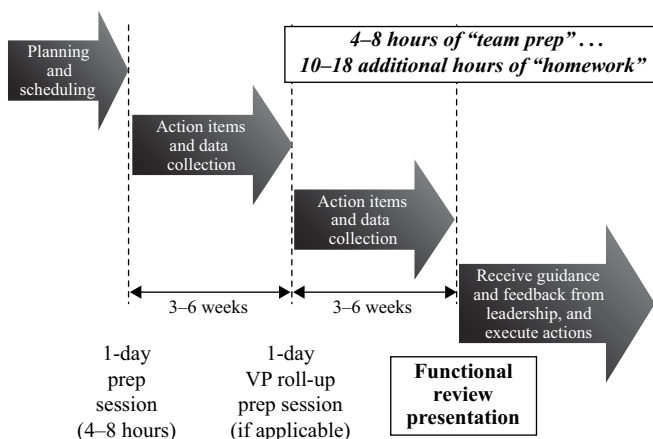 Planning
and
scheduling
4–8 hours of “team prep” . . .
10–18 additional hours of “homework”
Action items
and data
collection
Action items
and data
collection
Receive guidance
and feedback from
leadership, and
execute actions
3–6 weeks
3–6 weeks
1-day
prep
session
(4–8 hours)
1-day
VP roll-up
prep session
(if applicable)
Functional
review
presentation